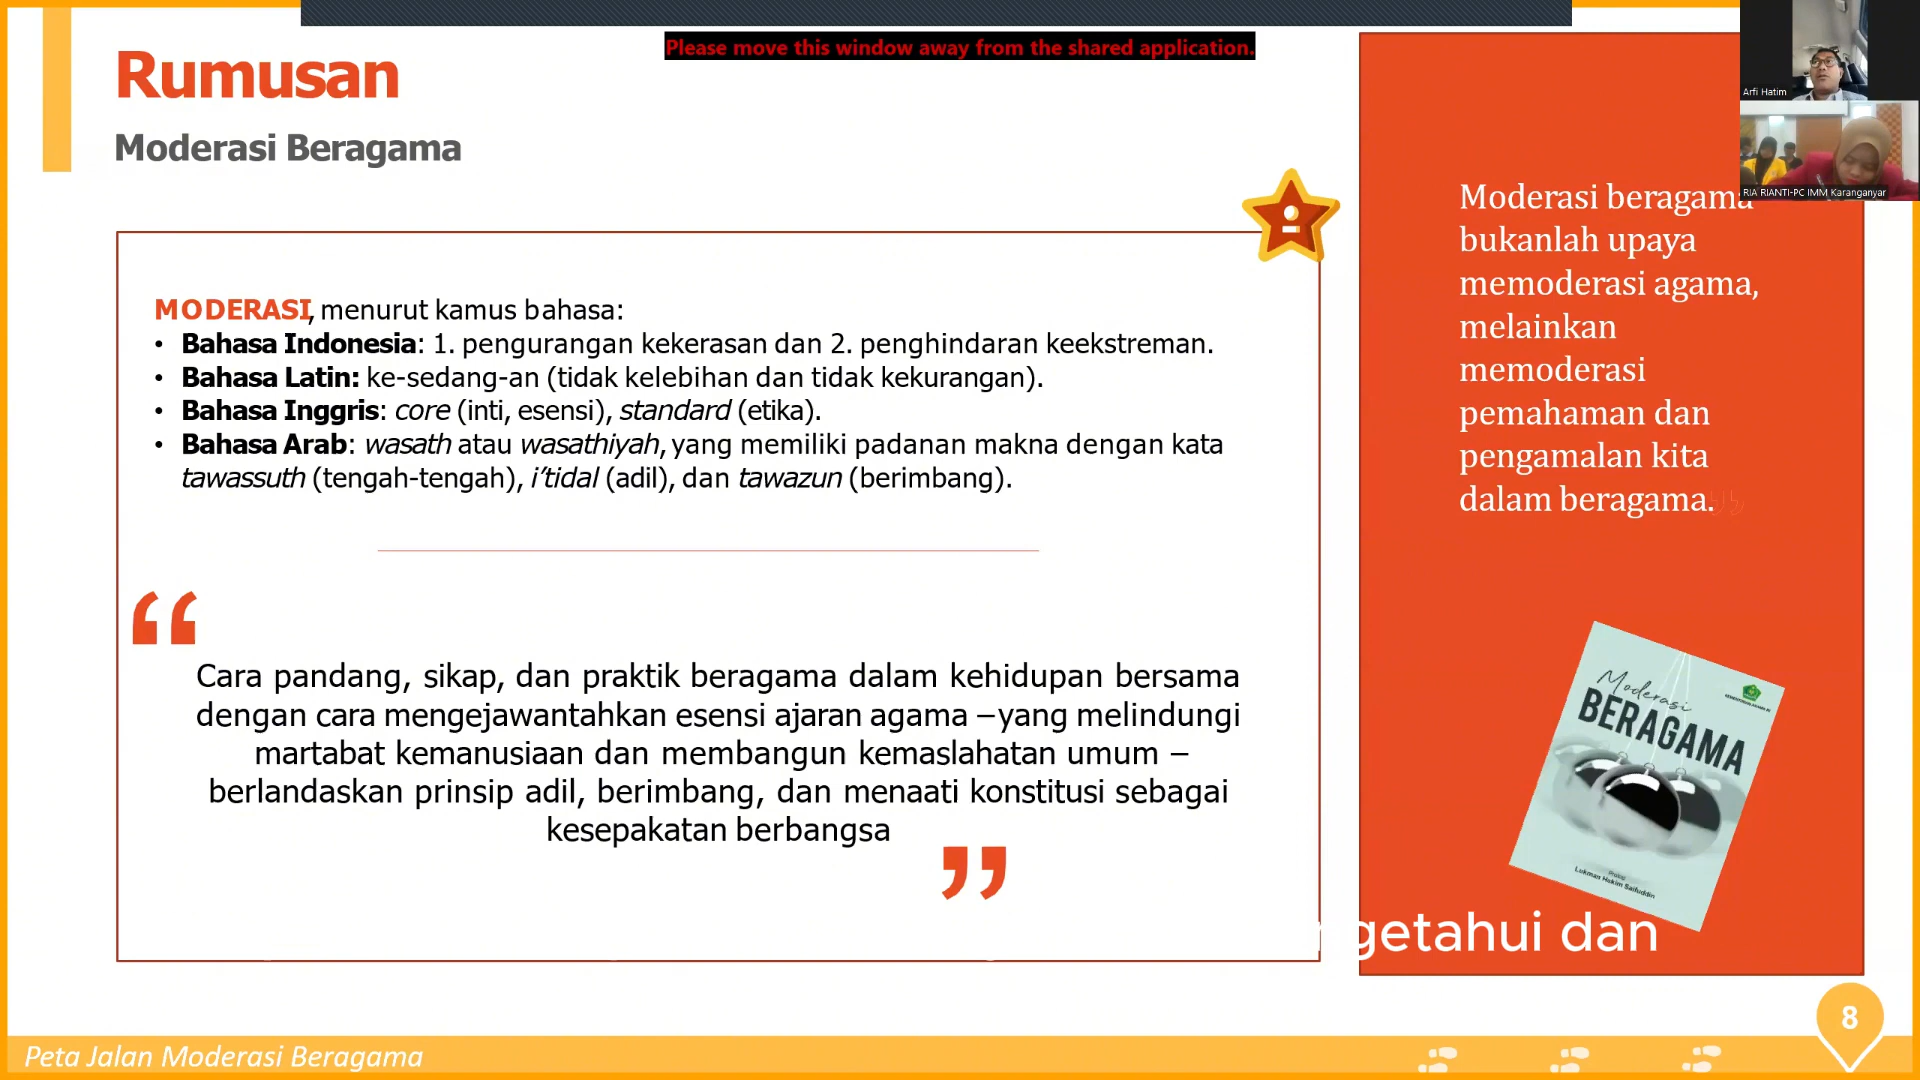 Rumusan
Moderasi Beragama
Please move this window away from the shared application.
Arfi Hatim
RIA RIANTI-PC IMM Karanganyar
MODERASI, menurut kamus bahasa:
• Bahasa Indonesia: 1. pengurangan kekerasan dan 2. penghindaran keekstreman.
• Bahasa Latin: ke-sedang-an (tidak kelebihan dan tidak kekurangan).
• Bahasa Inggris: core (inti, esensi), standard (etika).
• Bahasa Arab: wasath atau wasathiyah, yang memiliki padanan makna dengan kata
tawassuth (tengah-tengah), i’tidal (adil), dan tawazun (berimbang).
“
Cara pandang, sikap, dan praktik beragama dalam kehidupan bersama
dengan cara mengejawantahkan esensi ajaran agama –yang melindungi
martabat kemanusiaan dan membangun kemaslahatan umum –
berlandaskan prinsip adil, berimbang, dan menaati konstitusi sebagai
kesepakatan berbangsa
”
Moderasi beragama
bukanlah upaya
memoderasi agama,
melainkan
memoderasi
pemahaman dan
pengamalan kita
dalam beragama.”
Moderasi
BERAGAMA
Lukman Hakim Saifuddin
getahui dan
8
Peta Jalan Moderasi Beragama